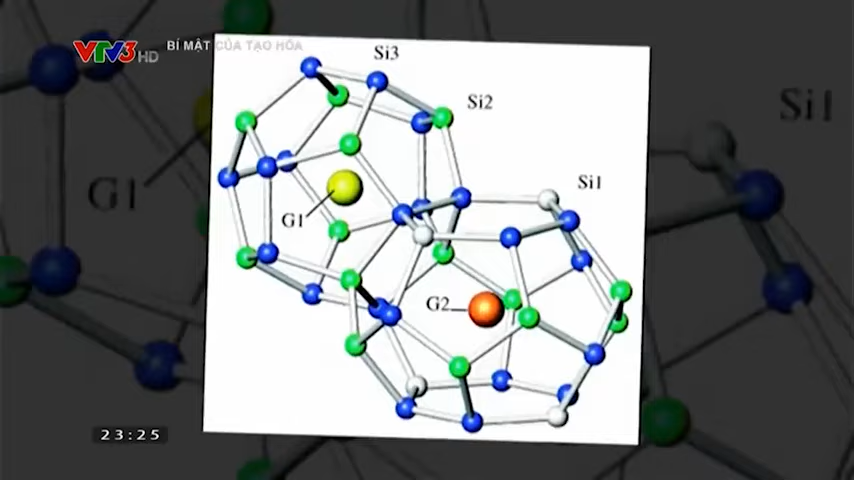 VTV3 HD
BÍ MẬT CỦA TẠO HÓA
Si3
Si2
Si1
Si1
G1
G1
G2
23:25